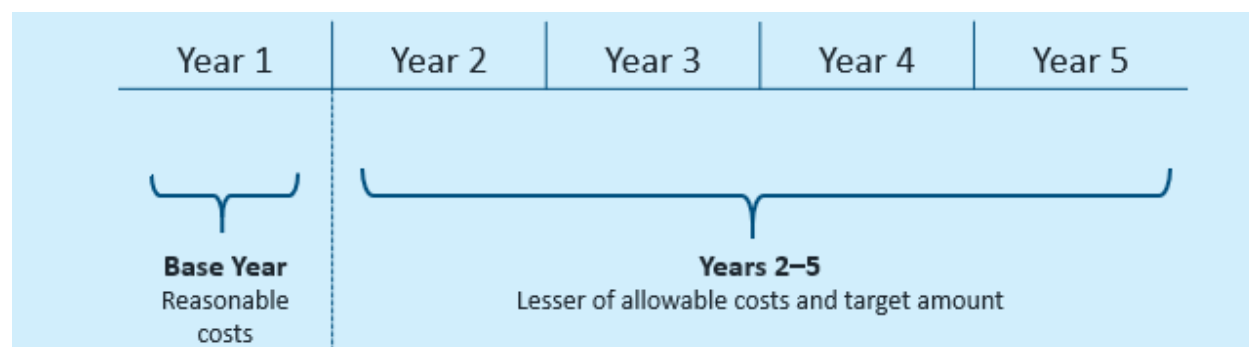 Year 1 Year 2 Year 3 Year 4 Year 5
Base Year
Reasonable
costs
Years 2–5
Lesser of allowable costs and target amount